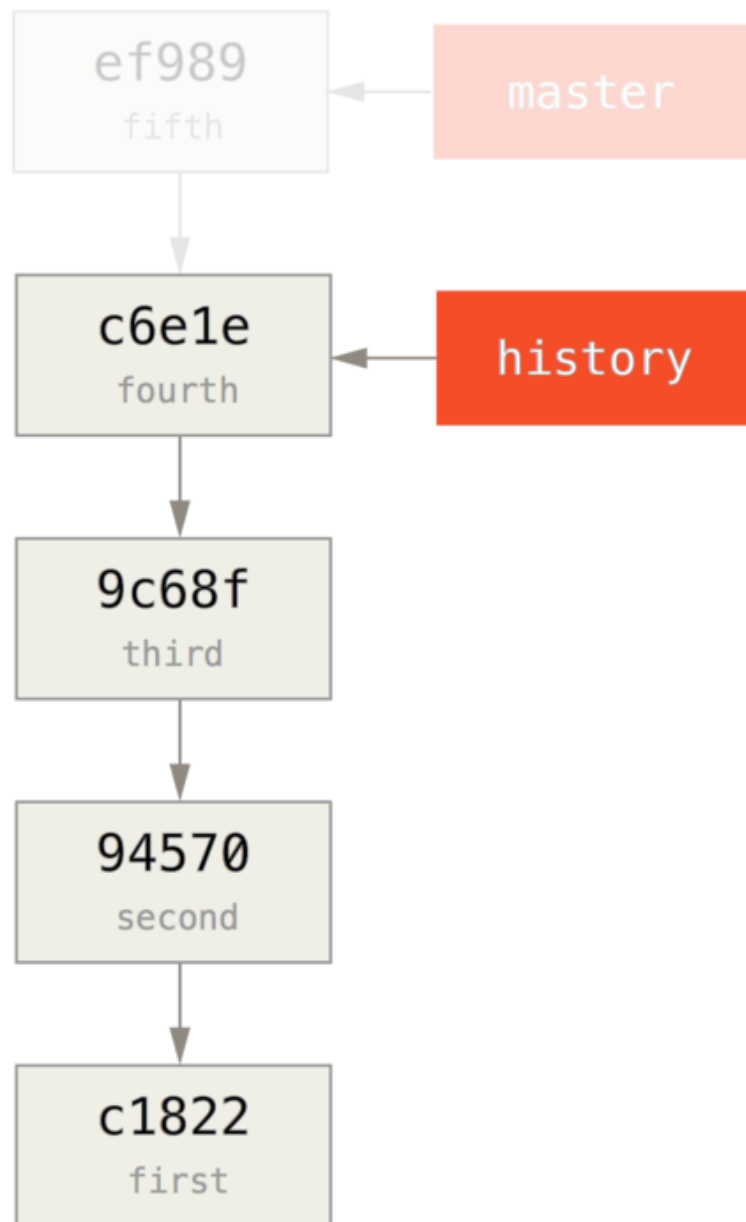 ef989
fifth
master
c6e1e
fourth
history
9c68f
third
94570
second
c1822
first